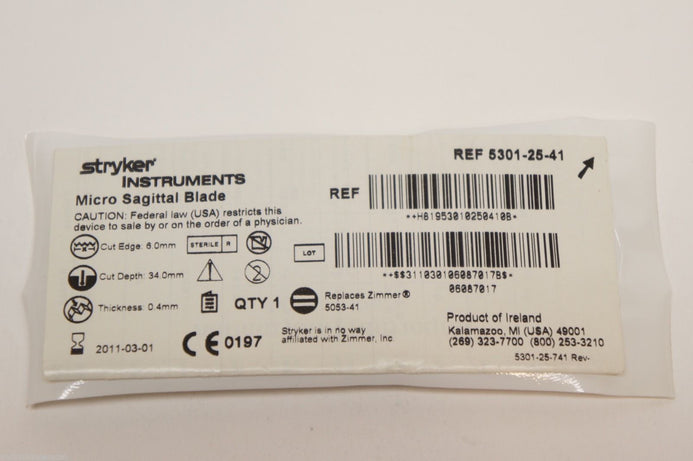 stryker®
INSTRUMENTS
REF 5301-25-41
Micro Sagittal Blade
CAUTION: Federal law (USA) restricts this
device to sale by or on the order of a physician.
REF
Cut Edge: 6.0mm
STERILE R
LOT
Cut Depth: 34.0mm
2
06087017
Thickness: 0.4mm
QTY 1
Replaces Zimmer®
5053-41
2011-03-01
CE 0197
Stryker is in no way
affiliated with Zimmer, Inc.
Product of Ireland
Kalamazoo, MI (USA) 49001
(269) 323-7700 (800) 253-3210
5301-25-741 Rev-